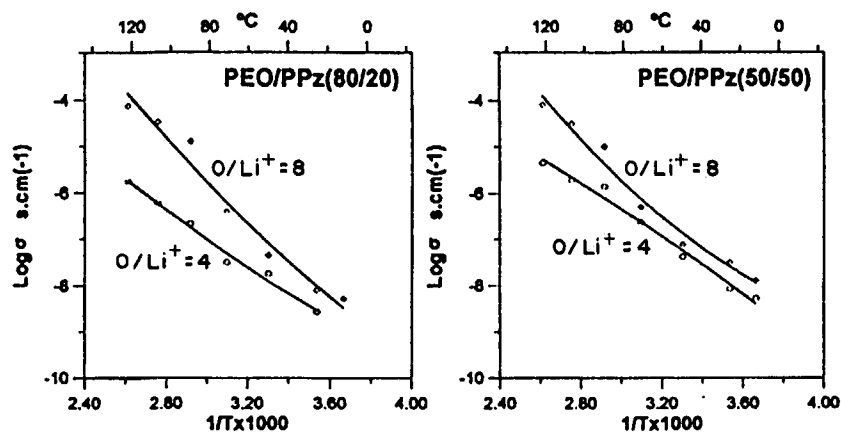 °C
120 80 40 0
PEO/PPz(80/20)
-4
-6
-8
-10
Logσ s.cm(-1)
O/Li⁺=8
O/Li⁺=4
2.40 2.80 3.20 3.60 4.00
1/Tx1000
°C
120 80 40 0
PEO/PPz(50/50)
-4
-6
-8
-10
Logσ s.cm(-1)
O/Li⁺=8
O/Li⁺=4
2.40 2.80 3.20 3.60 4.00
1/Tx1000